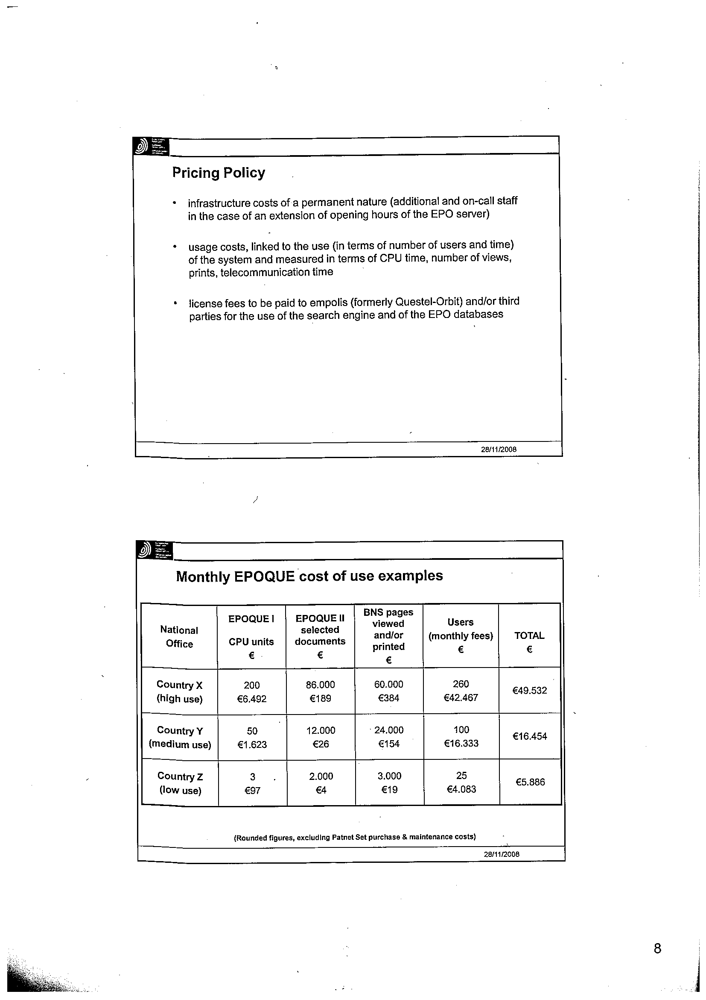 Pricing Policy
• infrastructure costs of a permanent nature (additional and on-call staff
in the case of an extension of opening hours of the EPO server)
• usage costs, linked to the use (in terms of number of users and time)
of the system and measured in terms of CPU time, number of views,
prints, telecommunication time
• license fees to be paid to empolis (formerly Questel-Orbit) and/or third
parties for the use of the search engine and of the EPO databases
28/11/2008
Monthly EPOQUE cost of use examples
National
Office
EPOQUE I
CPU units
€
EPOQUE II
selected
documents
€
BNS pages
viewed
and/or
printed
€
Users
(monthly fees)
€
TOTAL
€
Country X
(high use)
200
€6.492
86.000
€189
60.000
€384
260
€42.467
€49.532
Country Y
(medium use)
50
€1.623
12.000
€26
24.000
€154
100
€16.333
€16.454
Country Z
(low use)
3
€97
2.000
€4
3.000
€19
25
€4.083
€5.886
(Rounded figures, excluding Patnet Set purchase & maintenance costs)
28/11/2008
8